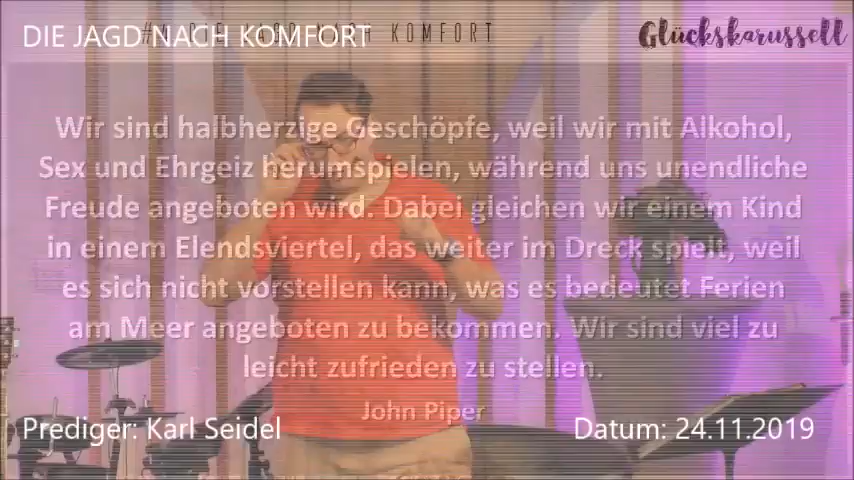 DIE JAGD NACH KOMFORT
NACH KOMFORT
Glückskarussell
Wir sind halbherzige Geschöpfe, weil wir mit Alkohol,
Sex und Ehrgeiz herumspielen, während uns unendliche
Freude angeboten wird. Dabei gleichen wir einem Kind
in einem Elendsviertel, das weiter im Dreck spielt, weil
es sich nicht vorstellen kann, was es bedeutet Ferien
am Meer angeboten zu bekommen. Wir sind viel zu
leicht zufrieden zu stellen.
John Piper
Prediger: Karl Seidel
Datum: 24.11.2019